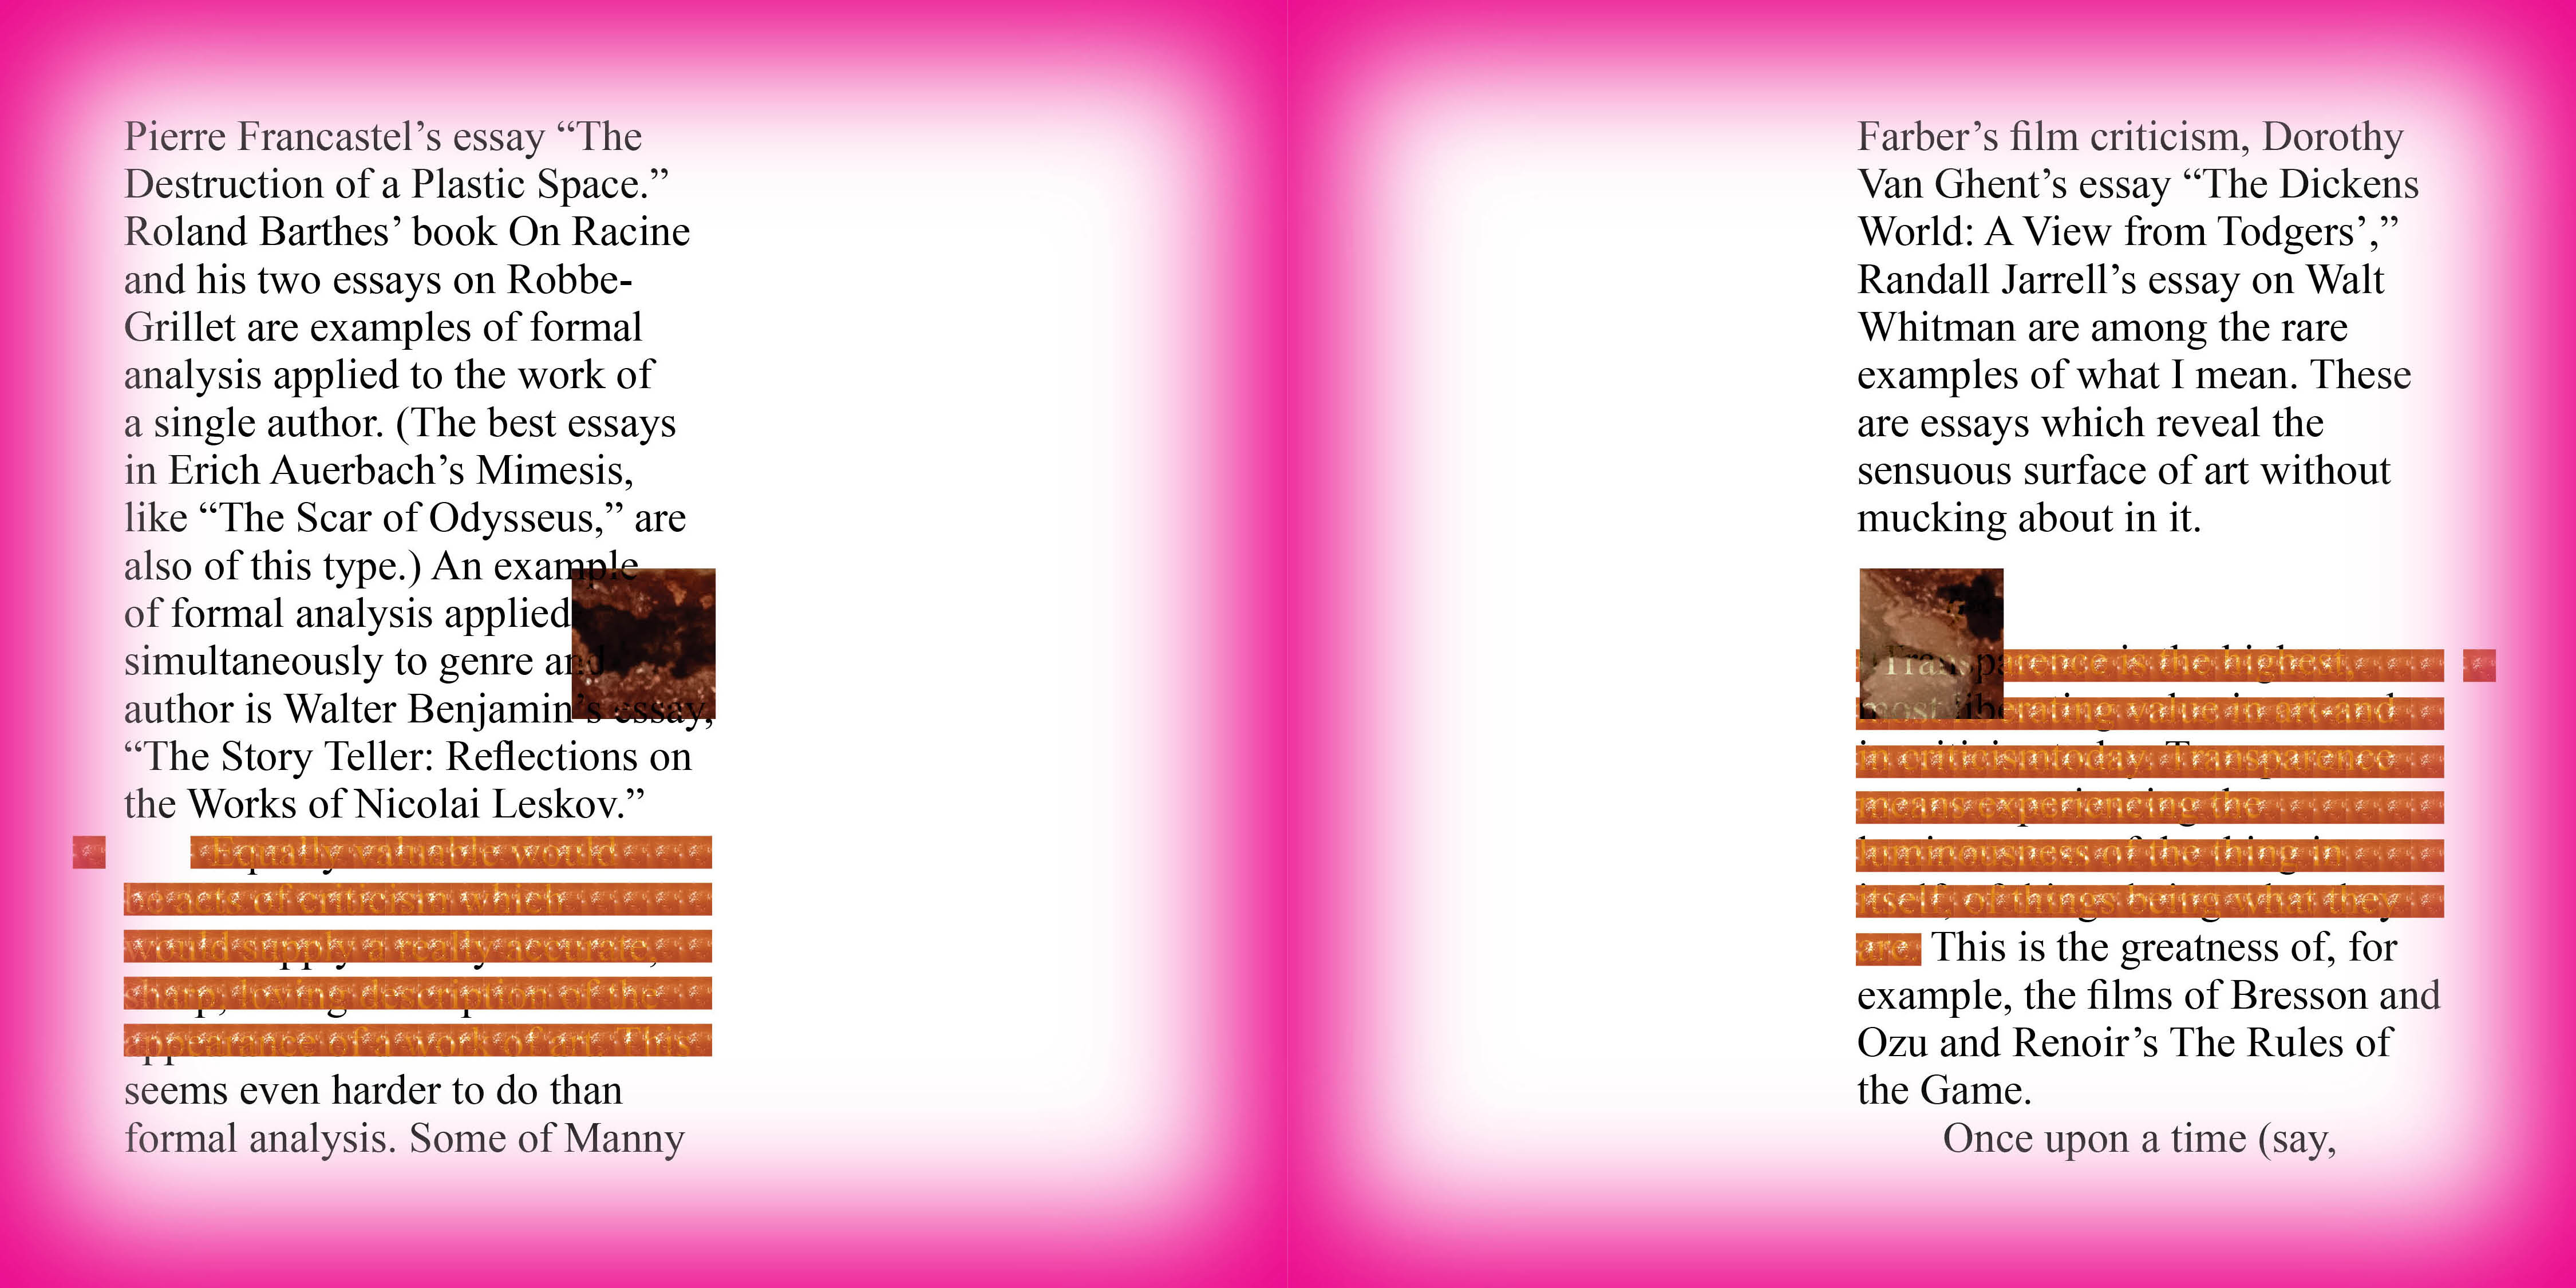 Pierre Francastel’s essay “The
Destruction of a Plastic Space.”
Roland Barthes’ book On Racine
and his two essays on Robbe-
Grillet are examples of formal
analysis applied to the work of
a single author. (The best essays
in Erich Auerbach’s Mimesis,
like “The Scar of Odysseus,” are
also of this type.) An example
of formal analysis applied
simultaneously to genre and
author is Walter Benjamin’s essay,
“The Story Teller: Reflections on
the Works of Nicolai Leskov.”
Equally valuable would
be acts of criticism which
would supply a really accurate,
sharp, loving description of the
appearance of a work of art. This
seems even harder to do than
formal analysis. Some of Manny
Farber’s film criticism, Dorothy
Van Ghent’s essay “The Dickens
World: A View from Todgers’,”
Randall Jarrell’s essay on Walt
Whitman are among the rare
examples of what I mean. These
are essays which reveal the
sensuous surface of art without
mucking about in it.
Transparence is the highest,
most liberating value in art and
in criticismtoday. Transparence
means experiencing the
luminousness of the thing in
itself, of things being what they
are. This is the greatness of, for
example, the films of Bresson and
Ozu and Renoir’s The Rules of
the Game.
Once upon a time (say,